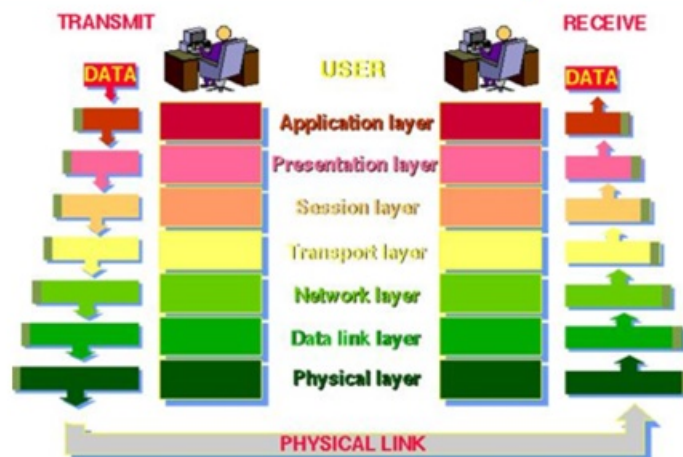 TRANSMIT
RECEIVE
USER
DATA
DATA
Application layer
Presentation layer
Session layer
Transport layer
Network layer
Data link layer
Physical layer
PHYSICAL LINK